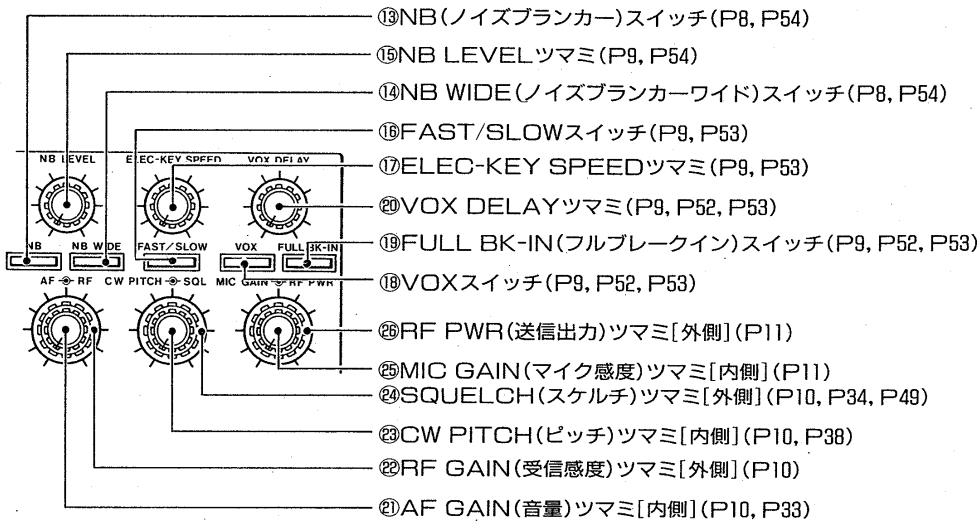 ⑬NB(ノイズブランカー)スイッチ(P8, P54)
⑮NB LEVELツマミ(P9, P54)
⑭NB WIDE(ノイズブランカーワイド)スイッチ(P8, P54)
⑯FAST/SLOWスイッチ(P9, P53)
⑰ELEC-KEY SPEEDツマミ(P9, P53)
⑳VOX DELAYツマミ(P9, P52, P53)
⑲FULL BK-IN(フルブレークイン)スイッチ(P9, P52, P53)
⑱VOXスイッチ(P9, P52, P53)
㉖RF PWR(送信出力)ツマミ[外側](P11)
㉕MIC GAIN(マイク感度)ツマミ[内側](P11)
㉔SQUELCH(スケルチ)ツマミ[外側](P10, P34, P49)
㉓CW PITCH(ピッチ)ツマミ[内側](P10, P38)
㉒RF GAIN(受信感度)ツマミ[外側](P10)
㉑AF GAIN(音量)ツマミ[内側](P10, P33)
NB LEVEL ELEC-KEY SPEED VOX DELAY
NB NB WIDE FAST/SLOW VOX FULL BK-IN
AF RF CW PITCH SQL MIC GAIN RF PWR